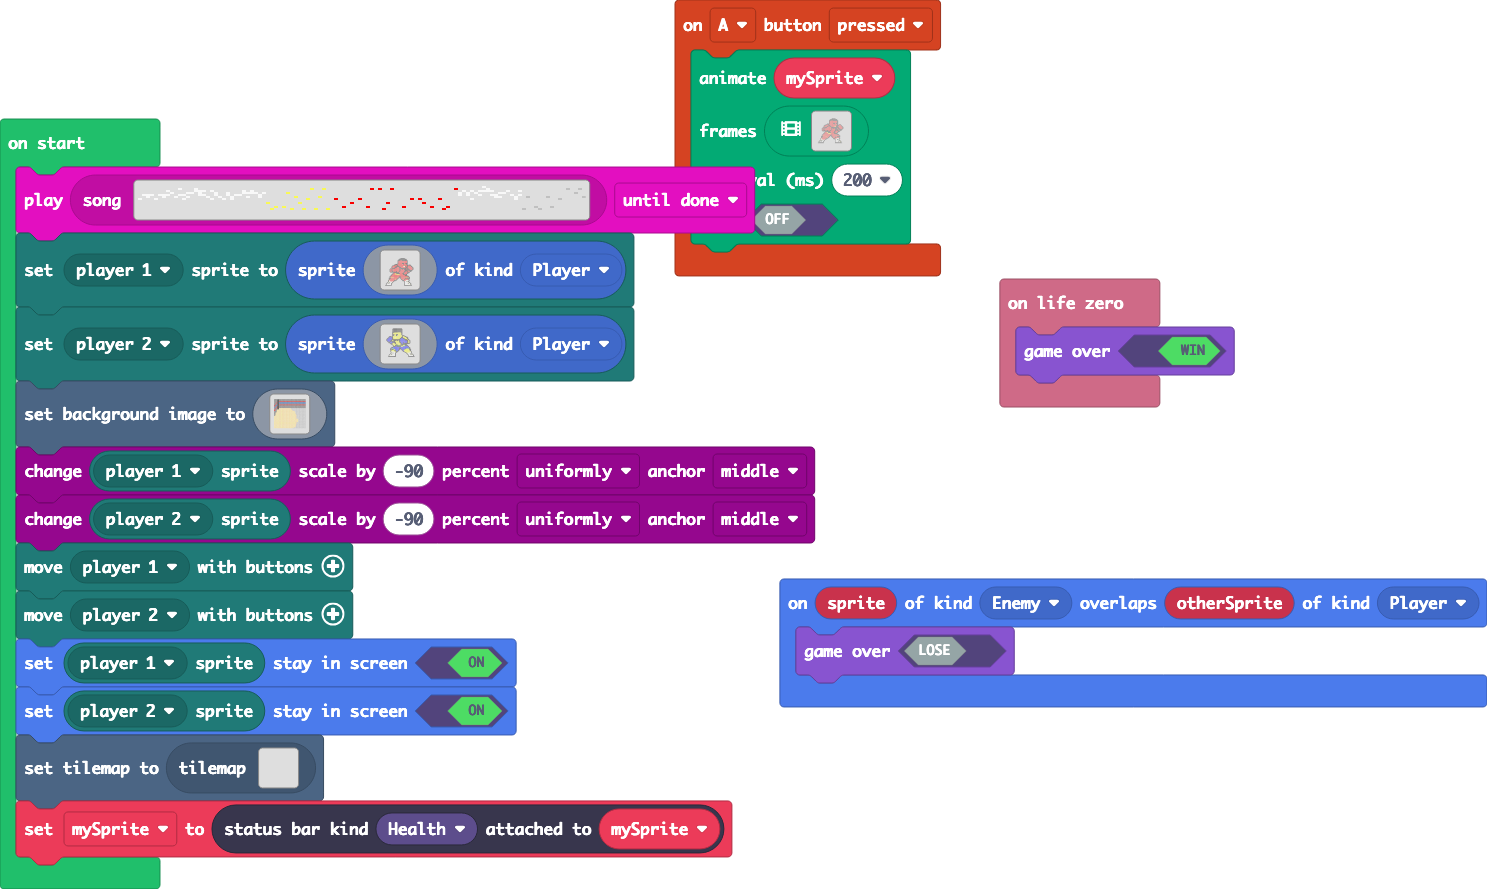 on A button pressed
animate mySprite
frames
val (ms) 200
OFF
on start
play song until done
set player 1 sprite to sprite of kind Player
set player 2 sprite to sprite of kind Player
set background image to
change player 1 sprite scale by -90 percent uniformly anchor middle
change player 2 sprite scale by -90 percent uniformly anchor middle
move player 1 with buttons
move player 2 with buttons
set player 1 sprite stay in screen ON
set player 2 sprite stay in screen ON
set tilemap to tilemap
set mySprite to status bar kind Health attached to mySprite
on life zero
game over WIN
on sprite of kind Enemy overlaps otherSprite of kind Player
game over LOSE